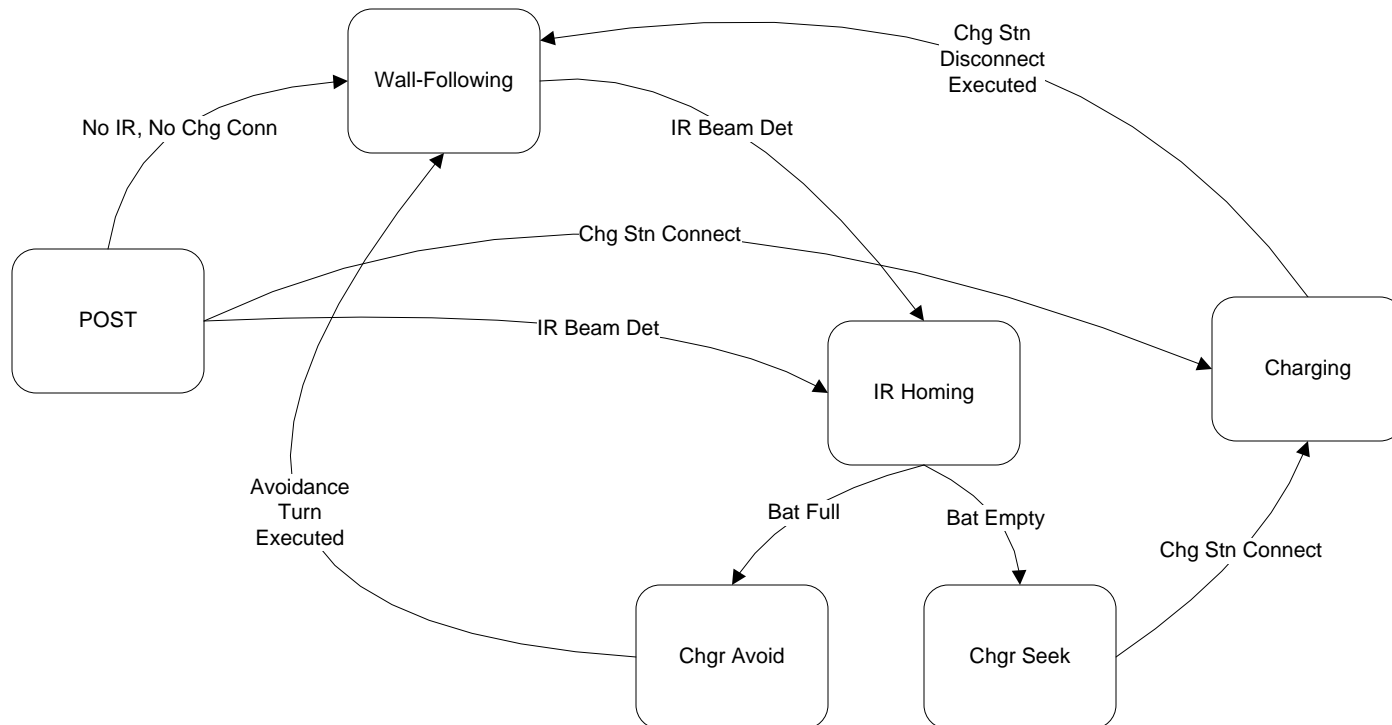 Chg Stn
Disconnect
Executed
Wall-Following
No IR, No Chg Conn
IR Beam Det
Chg Stn Connect
POST
IR Beam Det
Charging
IR Homing
Avoidance
Turn
Executed
Bat Full
Bat Empty
Chg Stn Connect
Chgr Avoid
Chgr Seek